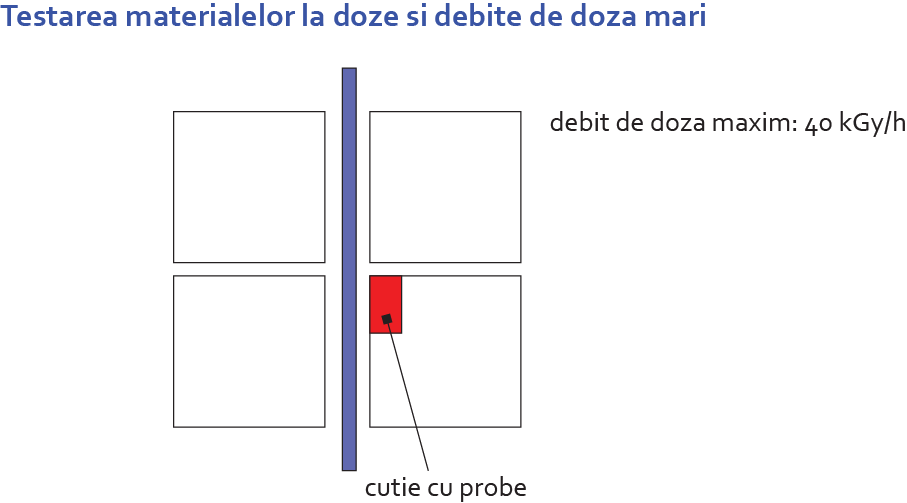 Testarea materialelor la doze si debite de doza mari
debit de doza maxim: 40 kGy/h
cutie cu probe